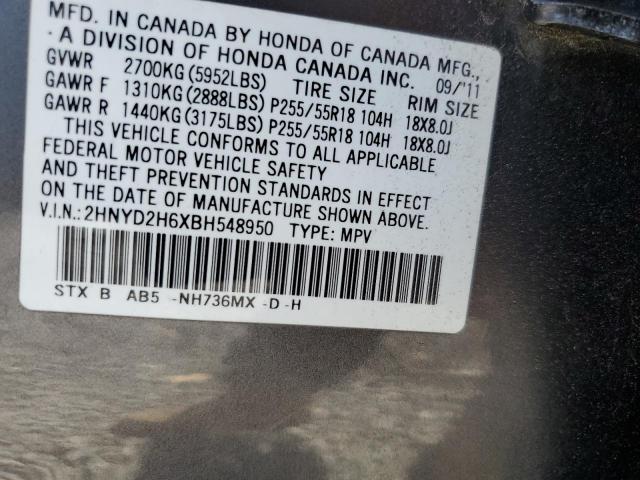 MFD. IN CANADA BY HONDA OF CANADA MFG.,
· A DIVISION OF HONDA CANADA INC. 09/'11
GVWR 2700KG(5952LBS) TIRE SIZE RIM SIZE
GAWR F 1310KG(2888LBS) P255/55R18 104H 18X8.0J
GAWR R 1440KG(3175LBS) P255/55R18 104H 18X8.0J
THIS VEHICLE CONFORMS TO ALL APPLICABLE
FEDERAL MOTOR VEHICLE SAFETY
AND THEFT PREVENTION STANDARDS IN EFFECT
ON THE DATE OF MANUFACTURE SHOWN ABOVE.
V.I.N.:2HNYD2H6XBH548950 TYPE: MPV
STX B AB5 -NH736MX -D -H